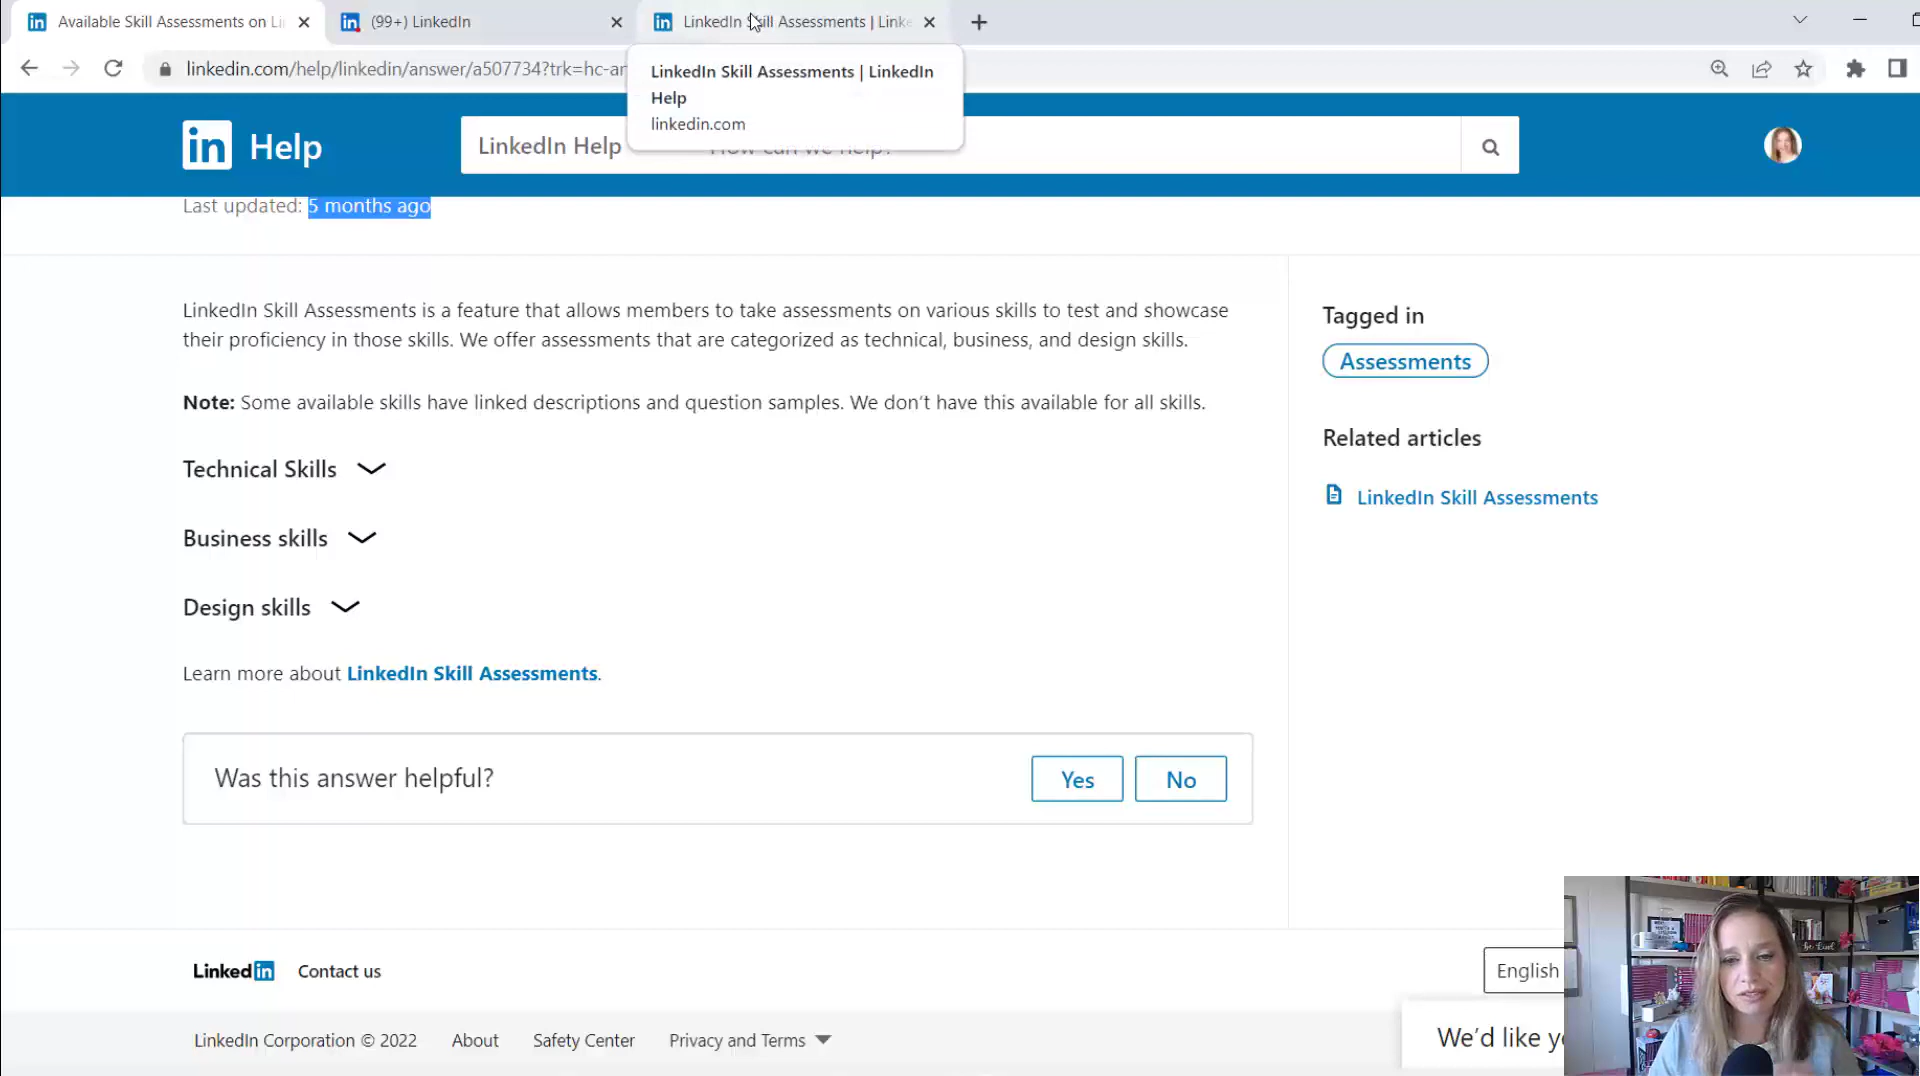 Available Skill Assessments on Li
(99+) LinkedIn
LinkedIn Skill Assessments | Linke
linkedin.com/help/linkedin/answer/a507734?trk=hc-ar
LinkedIn Skill Assessments | LinkedIn
Help
linkedin.com
in Help
LinkedIn Help
How can we help?
Last updated: 5 months ago
LinkedIn Skill Assessments is a feature that allows members to take assessments on various skills to test and showcase
their proficiency in those skills. We offer assessments that are categorized as technical, business, and design skills.
Note: Some available skills have linked descriptions and question samples. We don't have this available for all skills.
Technical Skills
Business skills
Design skills
Learn more about LinkedIn Skill Assessments.
Tagged in
Assessments
Related articles
LinkedIn Skill Assessments
Was this answer helpful?
Yes
No
LinkedIn
Contact us
English
LinkedIn Corporation © 2022
About
Safety Center
Privacy and Terms
We'd like y